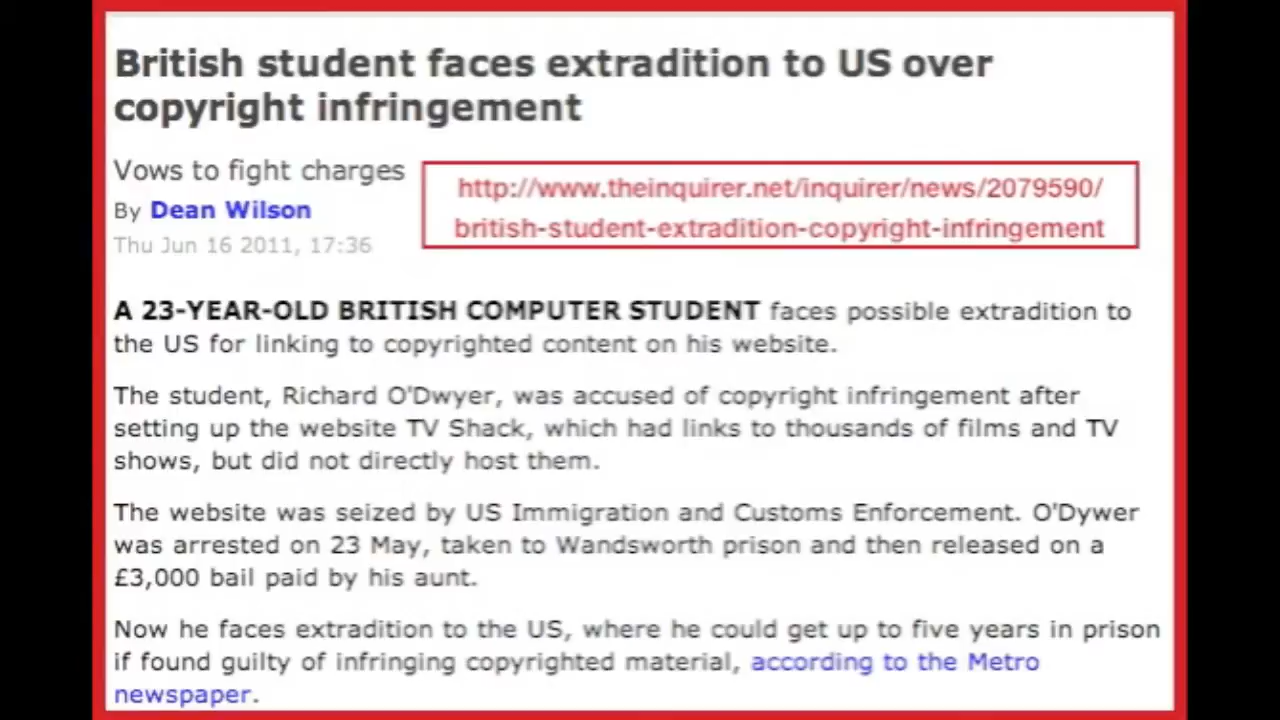 British student faces extradition to US over
copyright infringement
Vows to fight charges
By Dean Wilson
Thu Jun 16 2011, 17:36
http://www.theinquirer.net/inquirer/news/2079590/
british-student-extradition-copyright-infringement
A 23-YEAR-OLD BRITISH COMPUTER STUDENT faces possible extradition to
the US for linking to copyrighted content on his website.
The student, Richard O'Dwyer, was accused of copyright infringement after
setting up the website TV Shack, which had links to thousands of films and TV
shows, but did not directly host them.
The website was seized by US Immigration and Customs Enforcement. O'Dywer
was arrested on 23 May, taken to Wandsworth prison and then released on a
£3,000 bail paid by his aunt.
Now he faces extradition to the US, where he could get up to five years in prison
if found guilty of infringing copyrighted material, according to the Metro
newspaper.